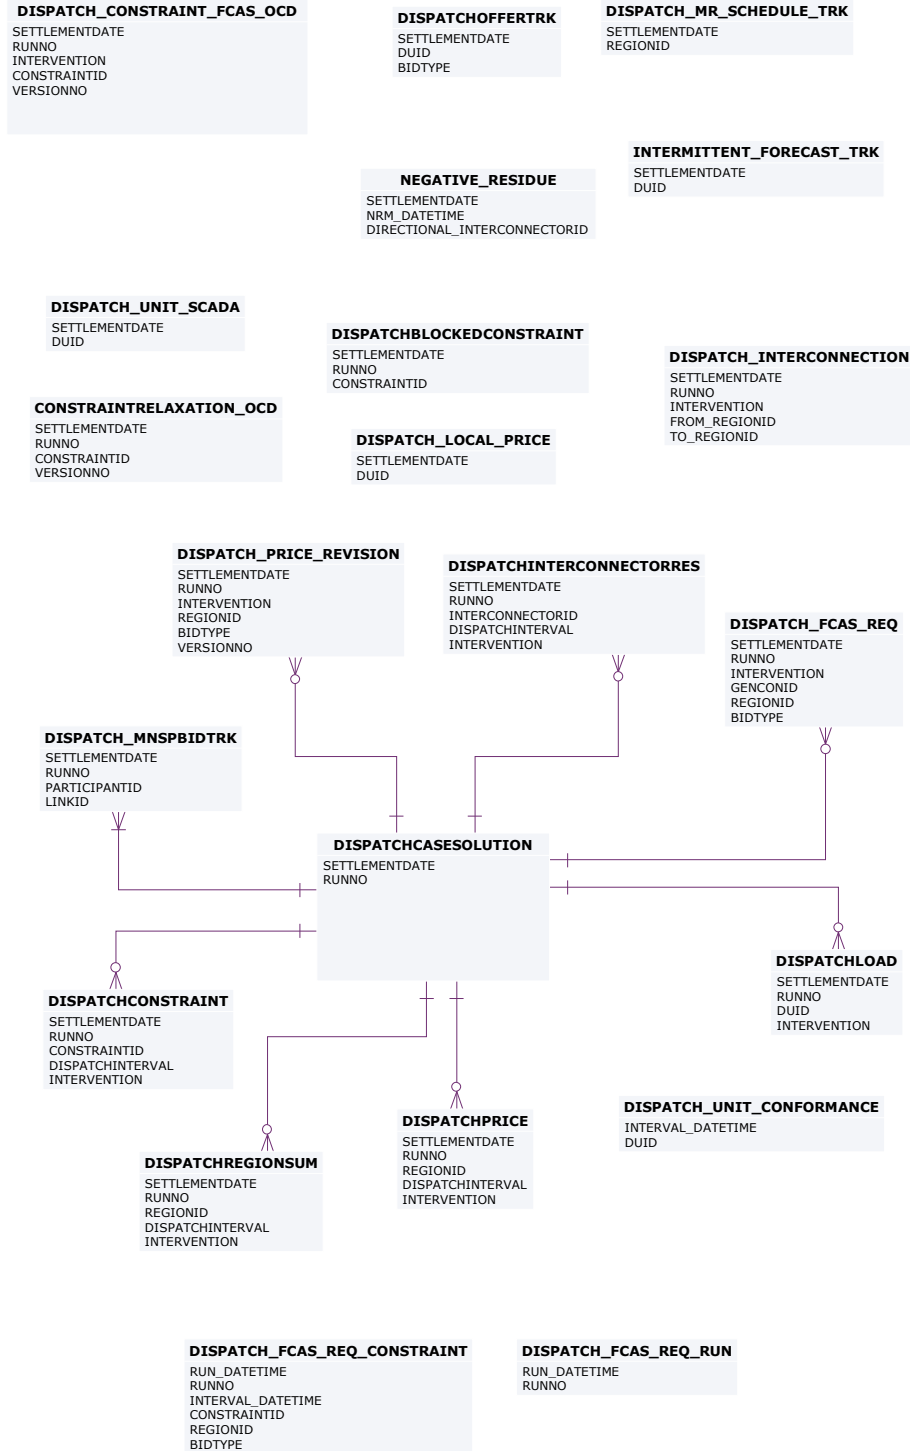 DISPATCH_CONSTRAINT_FCAS_OCD
SETTLEMENTDATE
RUNNO
INTERVENTION
CONSTRAINTID
VERSIONNO
DISPATCHOFFERTRK
SETTLEMENTDATE
DUID
BIDTYPE
DISPATCH_MR_SCHEDULE_TRK
SETTLEMENTDATE
REGIONID
INTERMITTENT_FORECAST_TRK
SETTLEMENTDATE
DUID
NEGATIVE_RESIDUE
SETTLEMENTDATE
NRM_DATETIME
DIRECTIONAL_INTERCONNECTORID
DISPATCH_UNIT_SCADA
SETTLEMENTDATE
DUID
DISPATCHBLOCKEDCONSTRAINT
SETTLEMENTDATE
RUNNO
CONSTRAINTID
DISPATCH_INTERCONNECTION
SETTLEMENTDATE
RUNNO
INTERVENTION
FROM_REGIONID
TO_REGIONID
CONSTRAINTRELAXATION_OCD
SETTLEMENTDATE
RUNNO
CONSTRAINTID
VERSIONNO
DISPATCH_LOCAL_PRICE
SETTLEMENTDATE
DUID
DISPATCH_PRICE_REVISION
SETTLEMENTDATE
RUNNO
INTERVENTION
REGIONID
BIDTYPE
VERSIONNO
DISPATCHINTERCONNECTORRES
SETTLEMENTDATE
RUNNO
INTERCONNECTORID
DISPATCHINTERVAL
INTERVENTION
DISPATCH_FCAS_REQ
SETTLEMENTDATE
RUNNO
INTERVENTION
GENCONID
REGIONID
BIDTYPE
DISPATCH_MNSPBIDTRK
SETTLEMENTDATE
RUNNO
PARTICIPANTID
LINKID
DISPATCHCASESOLUTION
SETTLEMENTDATE
RUNNO
DISPATCHLOAD
SETTLEMENTDATE
RUNNO
DUID
INTERVENTION
DISPATCHCONSTRAINT
SETTLEMENTDATE
RUNNO
CONSTRAINTID
DISPATCHINTERVAL
INTERVENTION
DISPATCH_UNIT_CONFORMANCE
INTERVAL_DATETIME
DUID
DISPATCHPRICE
SETTLEMENTDATE
RUNNO
REGIONID
DISPATCHINTERVAL
INTERVENTION
DISPATCHREGIONSUM
SETTLEMENTDATE
RUNNO
REGIONID
DISPATCHINTERVAL
INTERVENTION
DISPATCH_FCAS_REQ_CONSTRAINT
RUN_DATETIME
RUNNO
INTERVAL_DATETIME
CONSTRAINTID
REGIONID
BIDTYPE
DISPATCH_FCAS_REQ_RUN
RUN_DATETIME
RUNNO